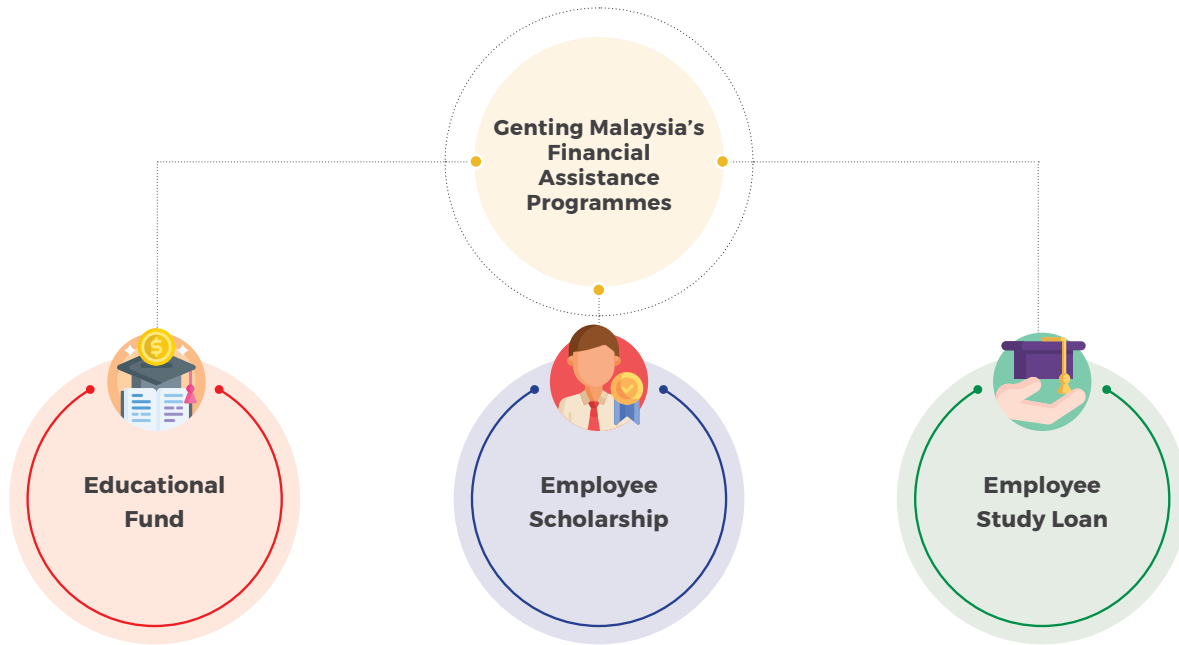 Genting Malaysia’s
Financial
Assistance
Programmes
$
Educational
Fund
Employee
Scholarship
Employee
Study Loan